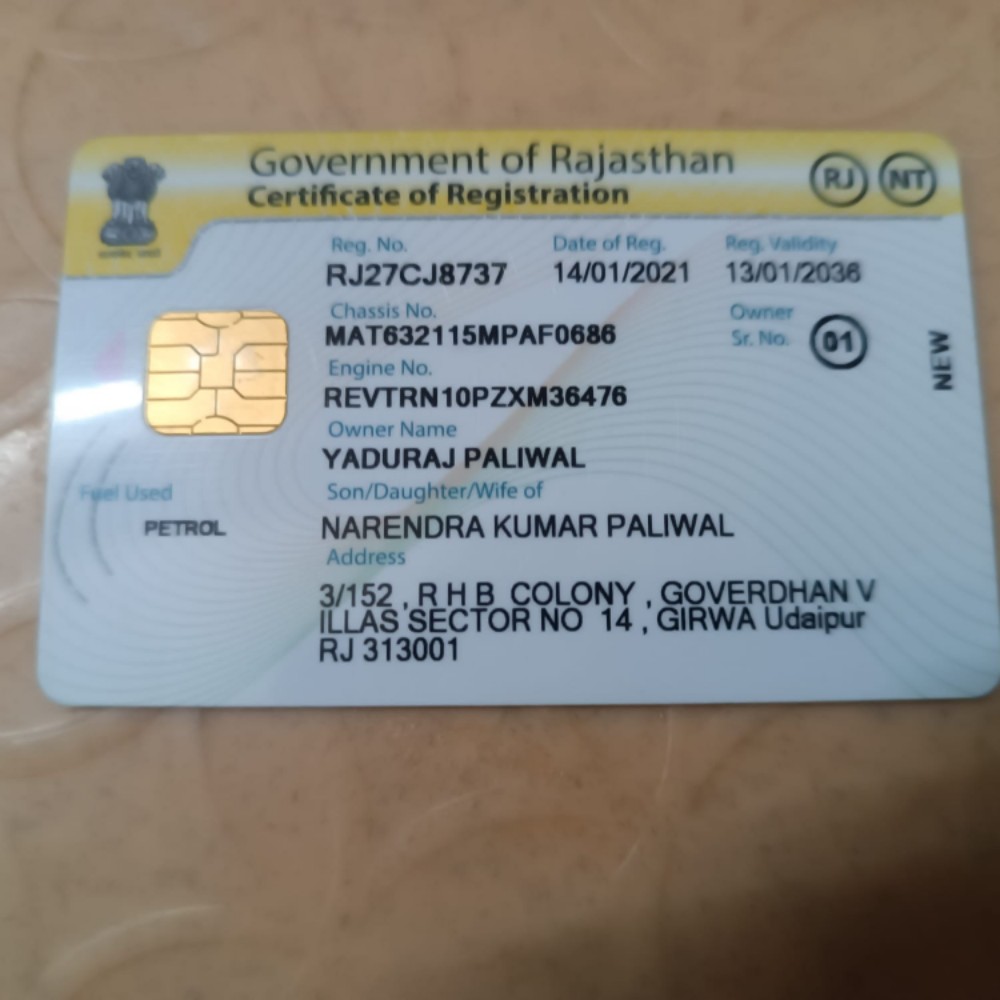 Government of Rajasthan
Certificate of Registration
RJ NT
Reg. No. Date of Reg. Reg. Validity
RJ27CJ8737 14/01/2021 13/01/2036
Chassis No. Owner
MAT632115MPAF0686 Sr. No. 01
NEW
Engine No.
REVTRN10PZXM36476
Owner Name
YADURAJ PALIWAL
Fuel Used Son/Daughter/Wife of
PETROL NARENDRA KUMAR PALIWAL
Address
3/152 , R H B COLONY , GOVERDHAN V
ILLAS SECTOR NO 14 , GIRWA Udaipur
RJ 313001